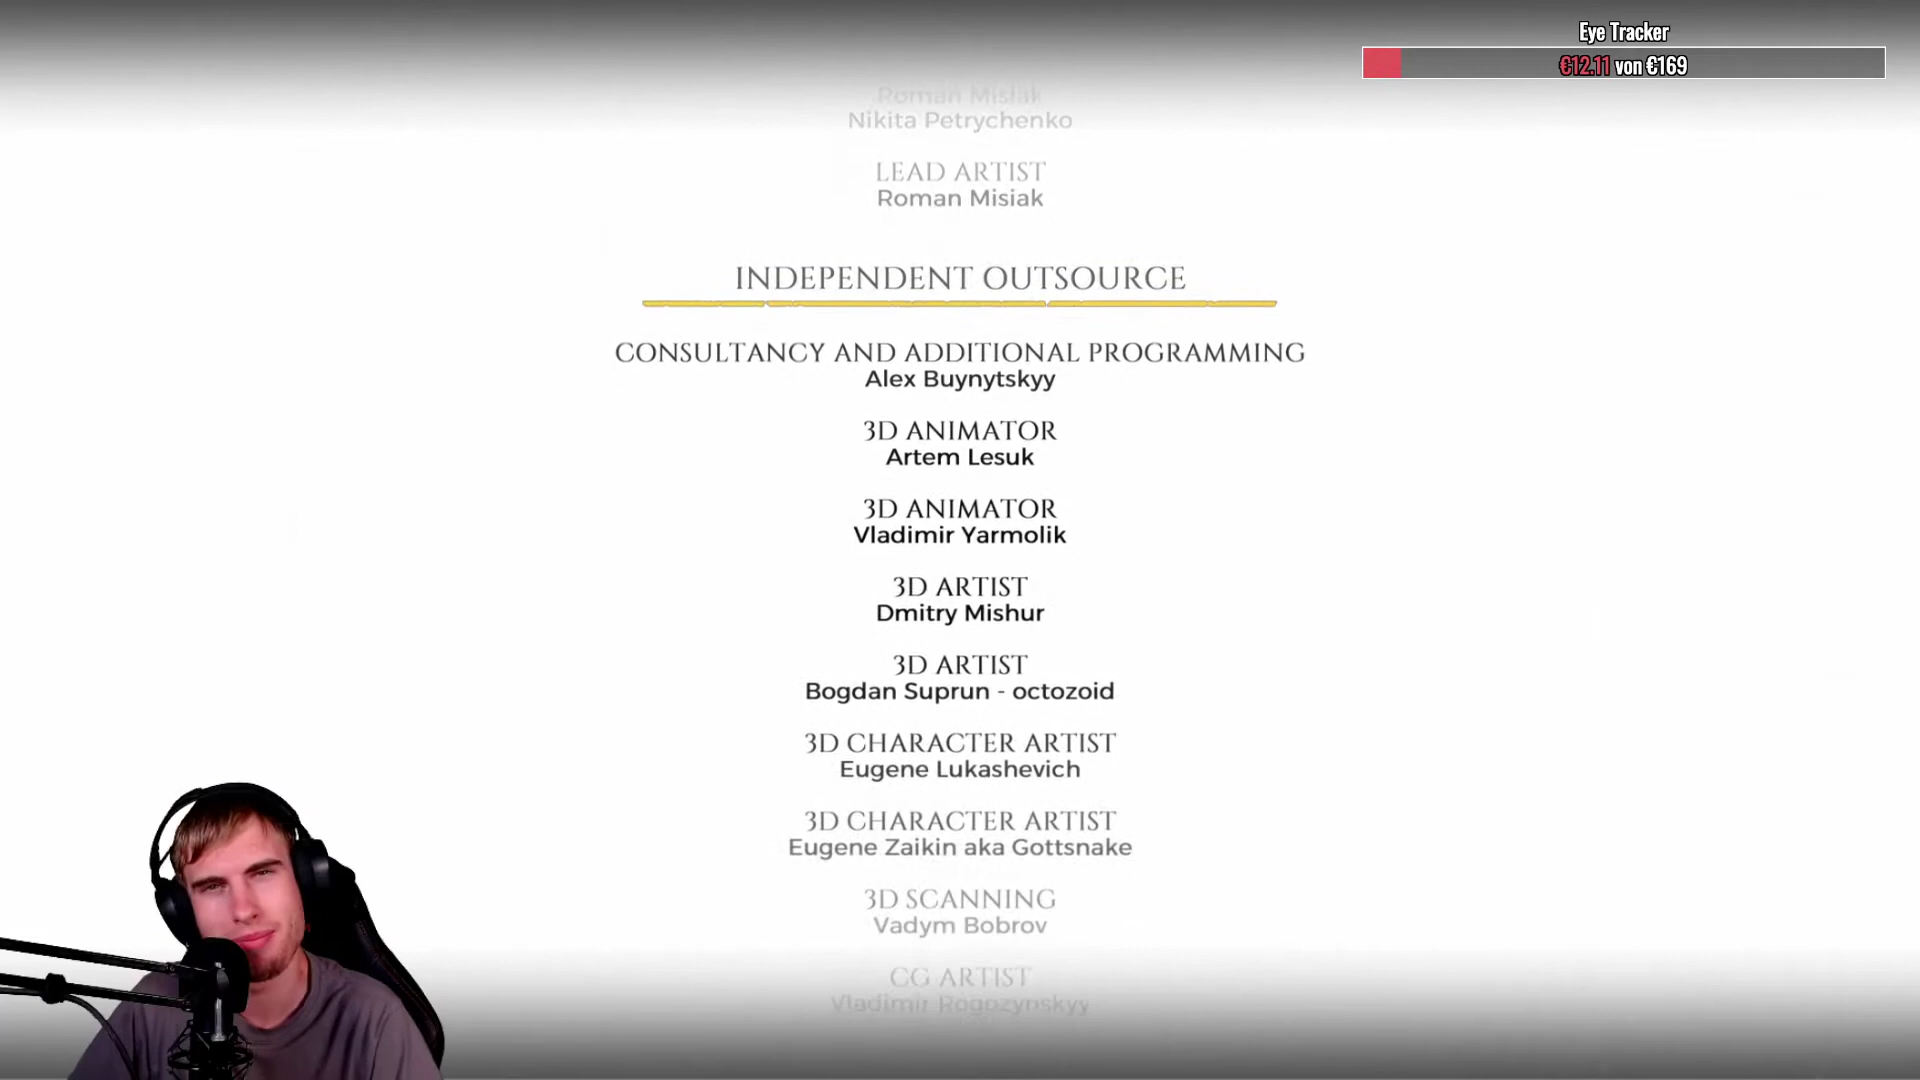 Eye Tracker
€12.11 von €169
Roman Misiak
Nikita Petrychenko
LEAD ARTIST
Roman Misiak
INDEPENDENT OUTSOURCE
CONSULTANCY AND ADDITIONAL PROGRAMMING
Alex Buynytskyy
3D ANIMATOR
Artem Lesuk
3D ANIMATOR
Vladimir Yarmolik
3D ARTIST
Dmitry Mishur
3D ARTIST
Bogdan Suprun - octozoid
3D CHARACTER ARTIST
Eugene Lukashevich
3D CHARACTER ARTIST
Eugene Zaikin aka Gottsnake
3D SCANNING
Vadym Bobrov
CG ARTIST
Vladimir Rogozynskyy